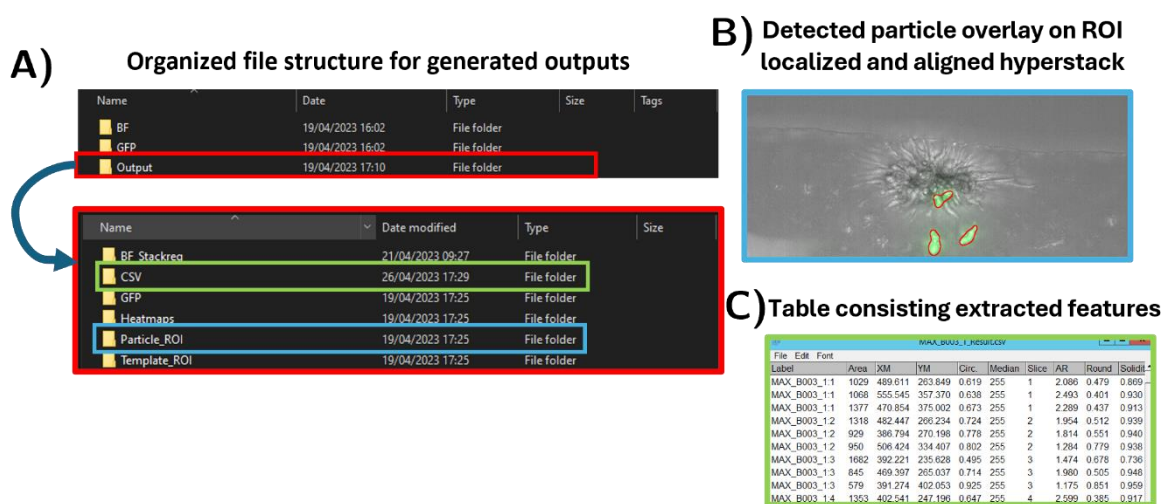 A)
Organized file structure for generated outputs
Name Date Type Size Tags
BF 19/04/2023 16:02 File folder
GFP 19/04/2023 16:02 File folder
Output 19/04/2023 17:10 File folder
Name Date modified Type Size
BF_Stackreg 21/04/2023 09:27 File folder
CSV 26/04/2023 17:29 File folder
GFP 19/04/2023 17:25 File folder
Heatmaps 19/04/2023 17:25 File folder
Particle_ROI 19/04/2023 17:25 File folder
Template_ROI 19/04/2023 17:25 File folder
B)
Detected particle overlay on ROI
localized and aligned hyperstack
C)
Table consisting extracted features
MAX_B003_1_Result.csv
File Edit Font
Label Area XM YM Circ. Median Slice AR Round Solidit
MAX_B003_1:1 1029 489.611 263.849 0.619 255 1 2.086 0.479 0.869
MAX_B003_1:1 1068 555.545 357.370 0.638 255 1 2.493 0.401 0.930
MAX_B003_1:1 1377 470.854 375.002 0.673 255 1 2.289 0.437 0.913
MAX_B003_1:2 1318 482.447 266.234 0.724 255 2 1.954 0.512 0.939
MAX_B003_1:2 929 386.794 270.198 0.778 255 2 1.814 0.551 0.940
MAX_B003_1:2 950 506.424 334.407 0.802 255 2 1.284 0.779 0.938
MAX_B003_1:3 1682 392.221 235.628 0.495 255 3 1.474 0.678 0.736
MAX_B003_1:3 845 469.397 265.037 0.714 255 3 1.980 0.505 0.948
MAX_B003_1:3 579 391.274 402.053 0.925 255 3 1.175 0.851 0.959
MAX_B003_1:4 1353 402.541 247.196 0.647 255 4 2.599 0.385 0.917